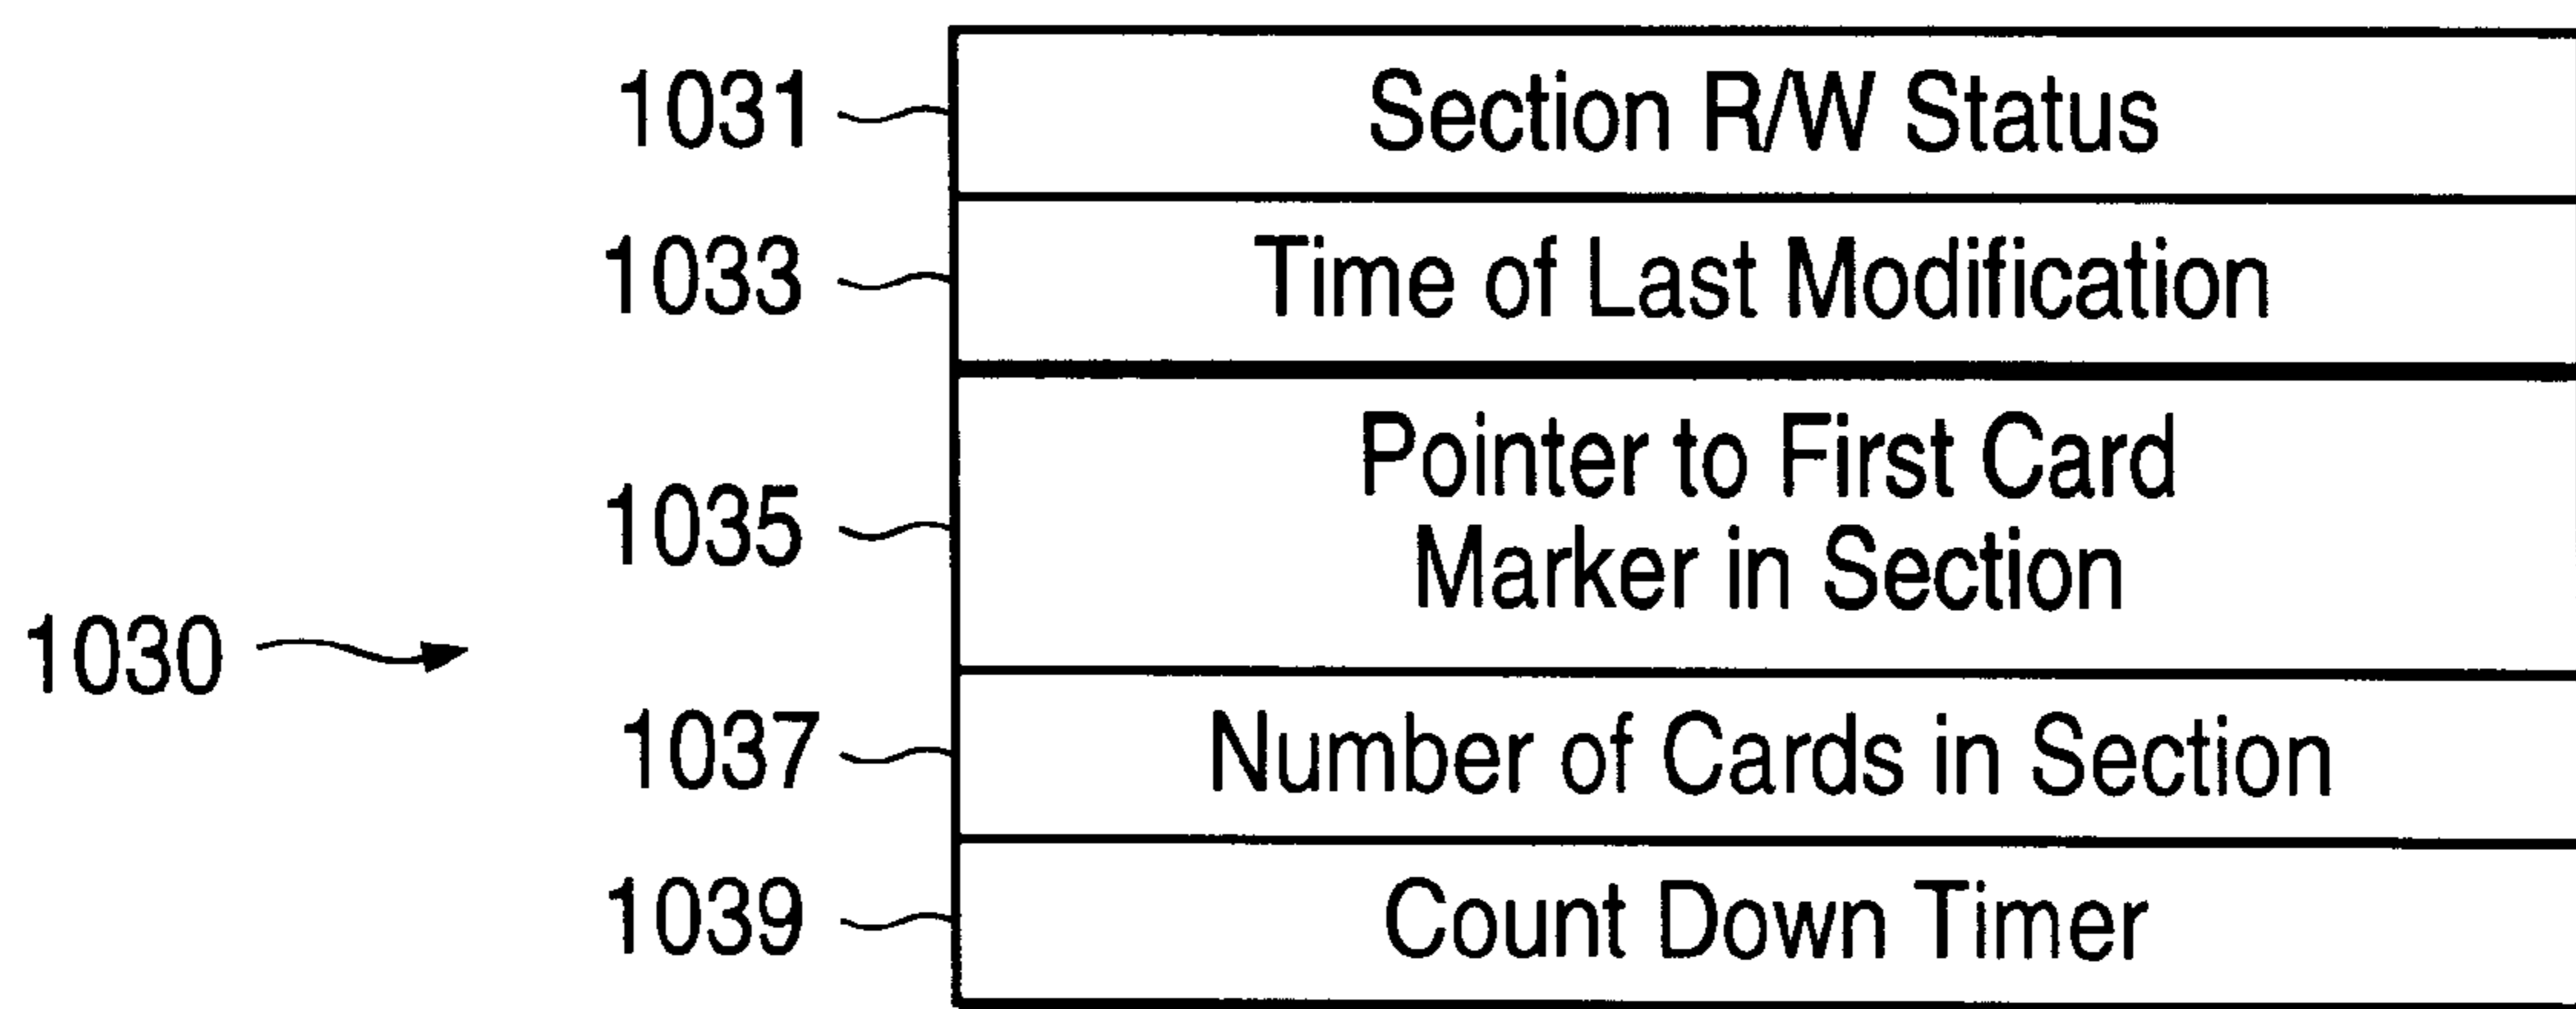 1031 Section R/W Status
1033 Time of Last Modification
Pointer to First Card
1035 Marker in Section
1030
1037 Number of Cards in Section
1039 Count Down Timer